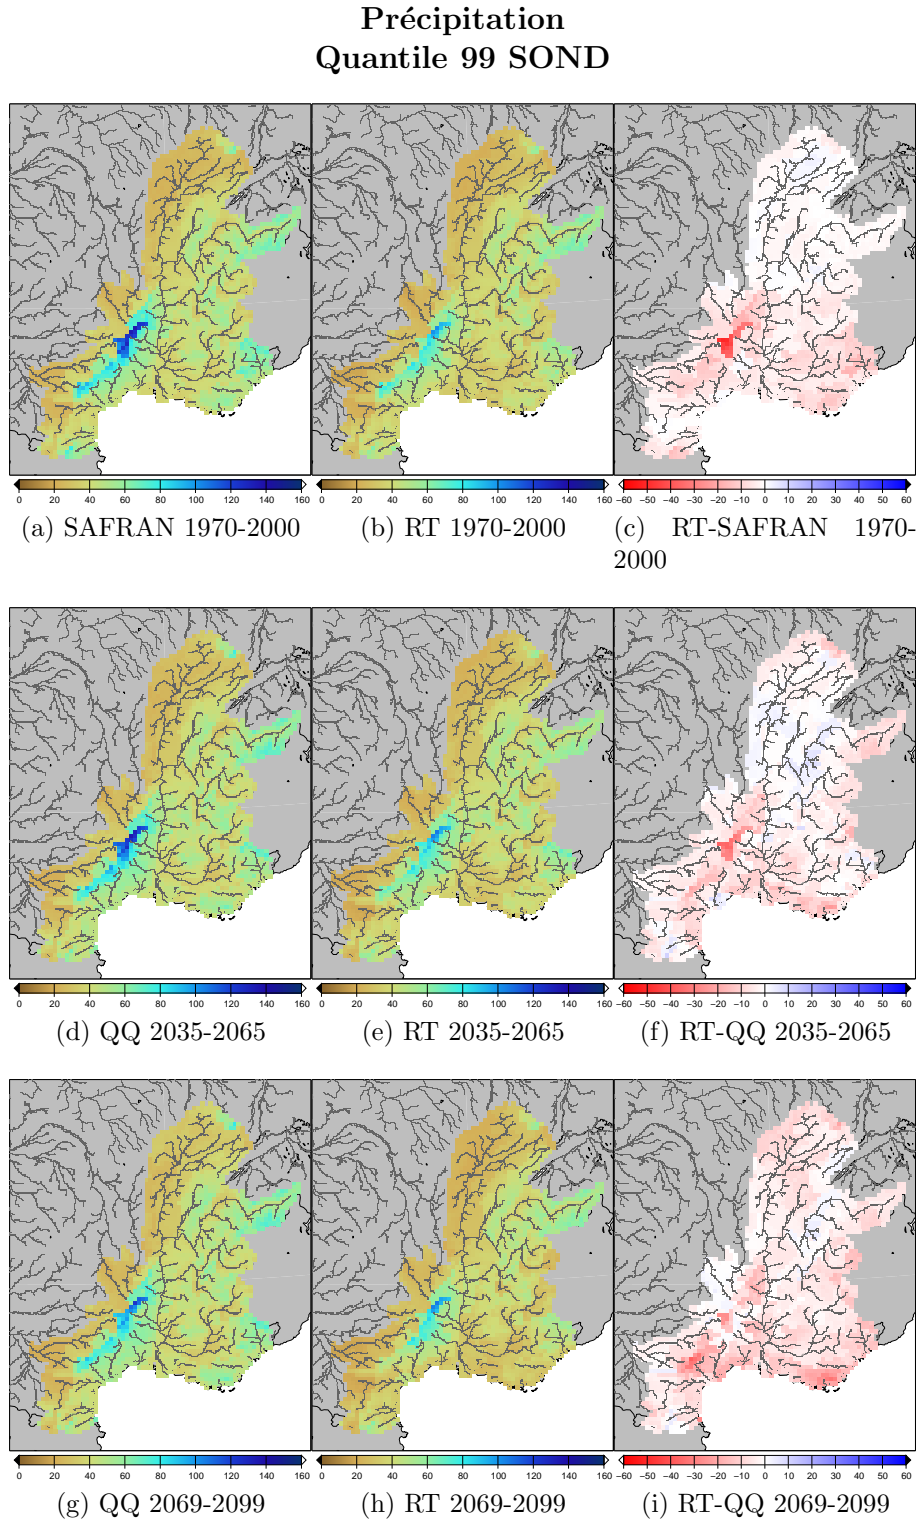 Précipitation
Quantile 99 SOND
0 20 40 60 80 100 120 140 160
0 20 40 60 80 100 120 140 160
−60 −50 −40 −30 −20 −10 0 10 20 30 40 50 60
(a) SAFRAN 1970-2000
(b) RT 1970-2000
(c) RT-SAFRAN 1970-
2000
0 20 40 60 80 100 120 140 160
0 20 40 60 80 100 120 140 160
−60 −50 −40 −30 −20 −10 0 10 20 30 40 50 60
(d) QQ 2035-2065
(e) RT 2035-2065
(f) RT-QQ 2035-2065
0 20 40 60 80 100 120 140 160
0 20 40 60 80 100 120 140 160
−60 −50 −40 −30 −20 −10 0 10 20 30 40 50 60
(g) QQ 2069-2099
(h) RT 2069-2099
(i) RT-QQ 2069-2099